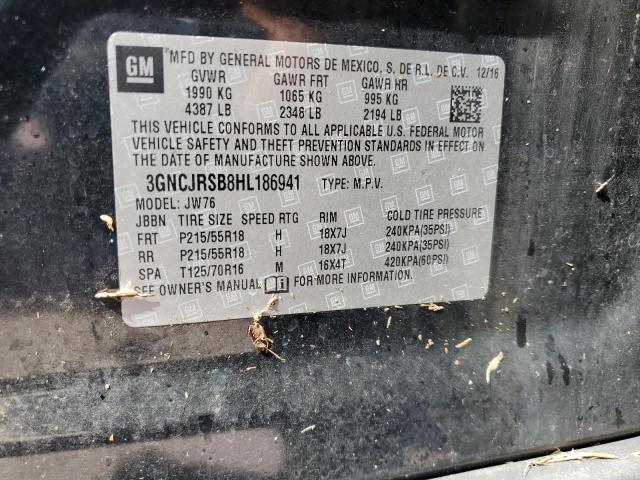 GM
MFD BY GENERAL MOTORS DE MEXICO, S. DE R.L. DE C.V. 12/16
GVWR GAWR FRT GAWR RR
1990 KG 1065 KG 995 KG
4387 LB 2346 LB 2194 LB
THIS VEHICLE CONFORMS TO ALL APPLICABLE U.S. FEDERAL MOTOR
VEHICLE SAFETY AND THEFT PREVENTION STANDARDS IN EFFECT ON
THE DATE OF MANUFACTURE SHOWN ABOVE.
3GNCJRSB8HL186941 TYPE: M.P.V.
MODEL: JW76
JBBN TIRE SIZE SPEED RTG RIM COLD TIRE PRESSURE
FRT P215/55R18 H 18X7J 240KPA(35PSI)
RR P215/55R18 H 18X7J 240KPA(35PSI)
SPA T125/70R16 M 16X4T 420KPA(60PSI)
SEE OWNER'S MANUAL FOR MORE INFORMATION.